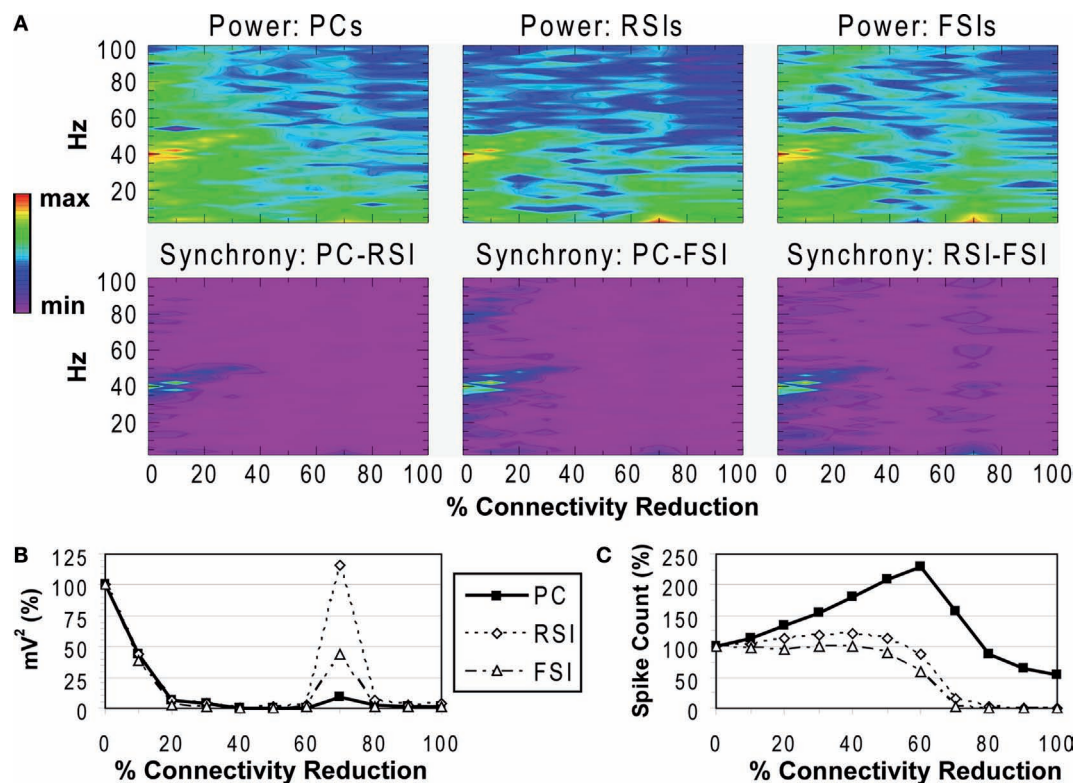 A
Power: PCs
Power: RSIs
Power: FSIs
Hz
100
80
60
40
20
max
min
Synchrony: PC-RSI
Synchrony: PC-FSI
Synchrony: RSI-FSI
Hz
100
80
60
40
20
0 20 40 60 80 100
0 20 40 60 80 100
0 20 40 60 80 100
% Connectivity Reduction
B
mV² (%)
125
100
75
50
25
0
0 20 40 60 80 100
% Connectivity Reduction
PC
RSI
FSI
C
Spike Count (%)
250
200
150
100
50
0
0 20 40 60 80 100
% Connectivity Reduction